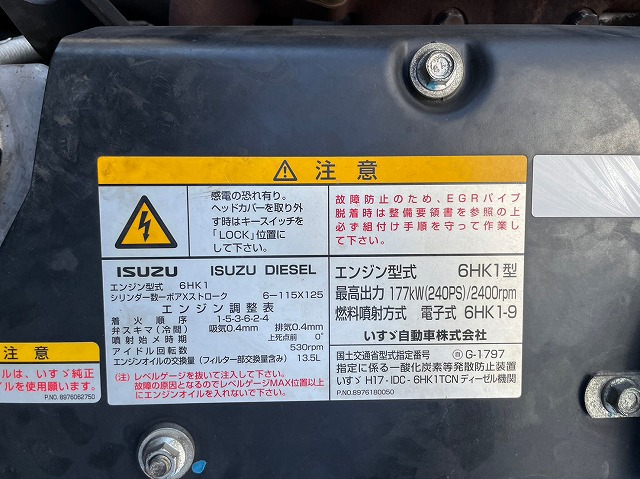 ⚠ 注意
感電の恐れ有り。
ヘッドカバーを取り外
す時はキースイッチを
「LOCK」位置に
して下さい。
故障防止のため、EGRパイプ
脱着時は整備要領書を参照の上
必ず組付け手順を守って作業し
て下さい。
ISUZU ISUZU DIESEL
エンジン型式 6HK1
シリンダー数ーボアXストローク 6-115X125
エンジン調整表
着火順序 1-5-3-6-2-4
弁スキマ(冷間) 吸気0.4mm 排気0.4mm
噴射始メ時期 上死点前 0°
アイドル回転数 530rpm
エンジンオイルの交換量(フィルター部交換量含み) 13.5L
(注)レベルゲージを抜いて注入して下さい。
故障の原因となるのでレベルゲージMAX位置以上
にエンジンオイルを入れないで下さい。
エンジン型式 6HK1型
最高出力 177kW(240PS)/2400rpm
燃料噴射方式 電子式 6HK1-9
いすゞ自動車株式会社
国土交通省型式指定番号 G-1797
指定に係る一酸化炭素等発散防止装置
いすゞ H17-IDC-6HK1TCN ディーゼル機関
P.NO.8976180050
注意
ルは、いすゞ純正
イルを使用願います。
P.NO. 8976062750